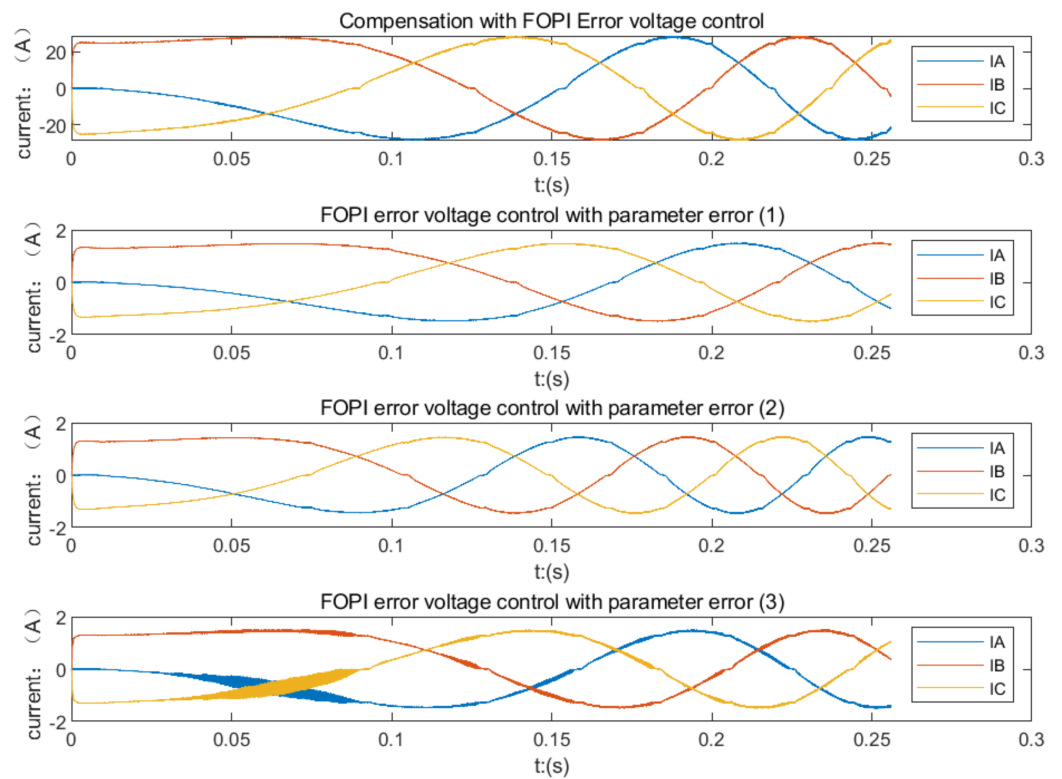 Compensation with FOPI Error voltage control
current: （A）
20
0
-20
0
0.05
0.1
0.15
0.2
0.25
0.3
t:(s)
IA
IB
IC
FOPI error voltage control with parameter error (1)
current: （A）
2
0
-2
0
0.05
0.1
0.15
0.2
0.25
0.3
t:(s)
IA
IB
IC
FOPI error voltage control with parameter error (2)
current: （A）
2
0
-2
0
0.05
0.1
0.15
0.2
0.25
0.3
t:(s)
IA
IB
IC
FOPI error voltage control with parameter error (3)
current: （A）
2
0
-2
0
0.05
0.1
0.15
0.2
0.25
0.3
t:(s)
IA
IB
IC